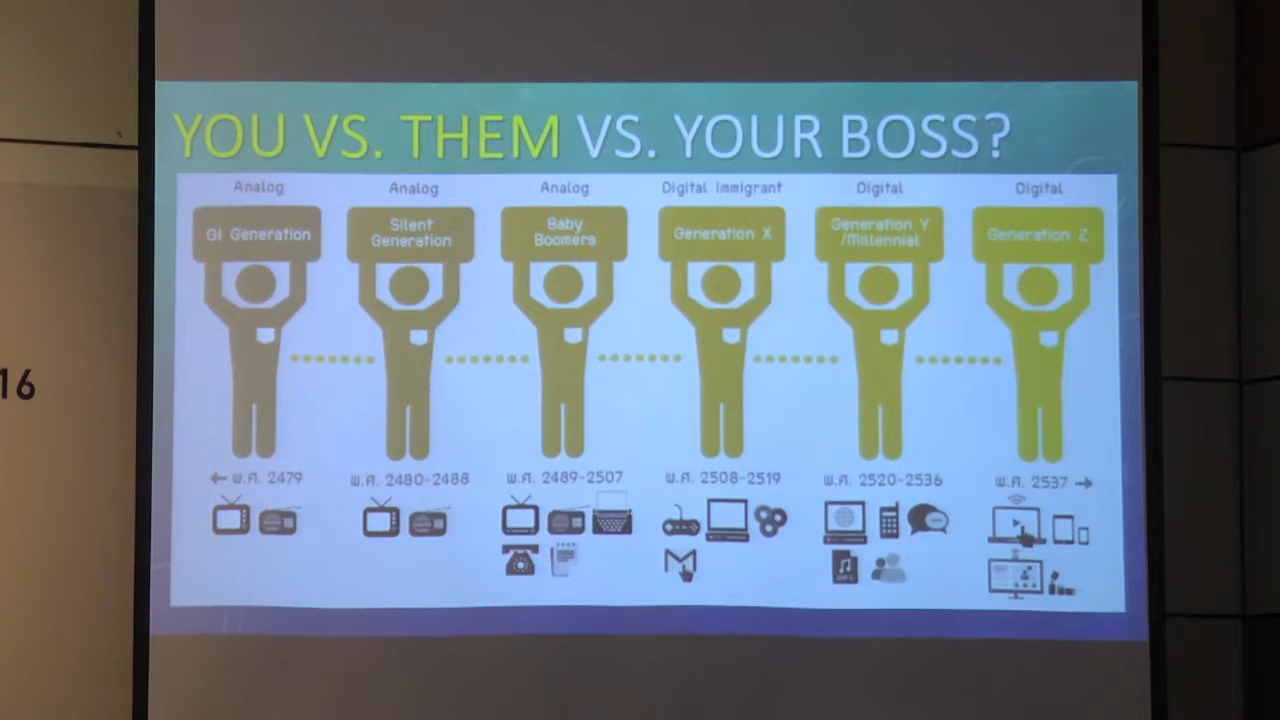 YOU VS. THEM VS. YOUR BOSS?
Analog
Analog
Analog
Digital Immigrant
Digital
Digital
GI Generation
Silent
Generation
Baby
Boomers
Generation X
Generation Y
/Millennial
Generation Z
← พ.ศ. 2479
พ.ศ. 2480-2488
พ.ศ. 2489-2507
พ.ศ. 2508-2519
พ.ศ. 2520-2536
พ.ศ. 2537 →
16